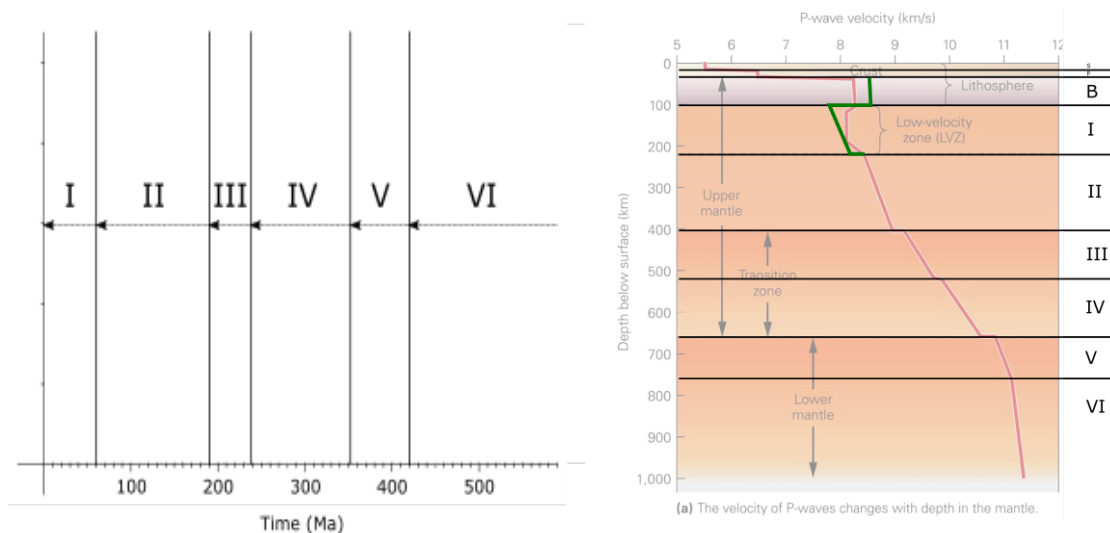 I II III IV V VI
100 200 300 400 500
Time (Ma)
P-wave velocity (km/s)
5 6 7 8 9 10 11 12
0
Crust
Lithosphere
B
100
Low-velocity
zone (LVZ)
I
200
300
Upper
mantle
II
400
Transition
zone
III
500
600
IV
700
V
800
Lower
mantle
VI
900
1,000
Depth below surface (km)
(a) The velocity of P-waves changes with depth in the mantle.